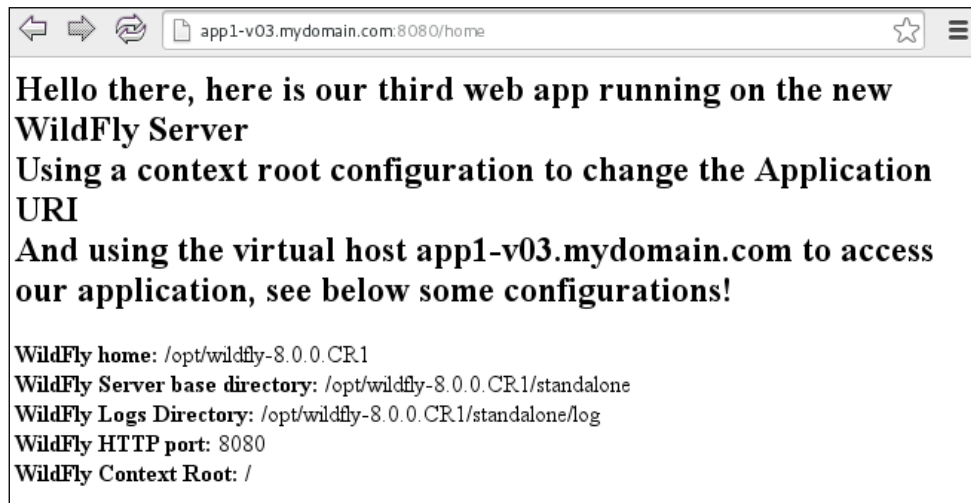 app1-v03.mydomain.com:8080/home
Hello there, here is our third web app running on the new
WildFly Server
Using a context root configuration to change the Application
URI
And using the virtual host app1-v03.mydomain.com to access
our application, see below some configurations!
WildFly home: /opt/wildfly-8.0.0.CR1
WildFly Server base directory: /opt/wildfly-8.0.0.CR1/standalone
WildFly Logs Directory: /opt/wildfly-8.0.0.CR1/standalone/log
WildFly HTTP port: 8080
WildFly Context Root: /